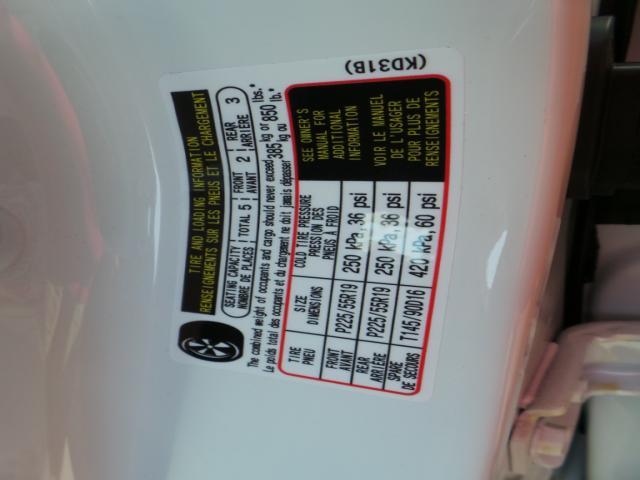 TIRE AND LOADING INFORMATION
RENSEIGNEMENTS SUR LES PNEUS ET LE CHARGEMENT
SEATING CAPACITY
NOMBRE DE PLACES
TOTAL 5
FRONT
AVANT
2
REAR
ARRIÈRE
3
The combined weight of occupants and cargo should never exceed
Le poids total des occupants et du chargement ne doit jamais dépasser
385 kg or 850 lbs.*
kg ou lb.*
TIRE
PNEU
SIZE
DIMENSIONS
COLD TIRE PRESSURE
PRESSION DES
PNEUS À FROID
FRONT
AVANT
P225/55R19
250 kPa, 36 psi
REAR
ARRIÈRE
P225/55R19
250 kPa, 36 psi
SPARE
DE SECOURS
T145/90D16
420 kPa, 60 psi
SEE OWNER'S
MANUAL FOR
ADDITIONAL
INFORMATION
VOIR LE MANUEL
DE L'USAGER
POUR PLUS DE
RENSEIGNEMENTS
(KD31B)